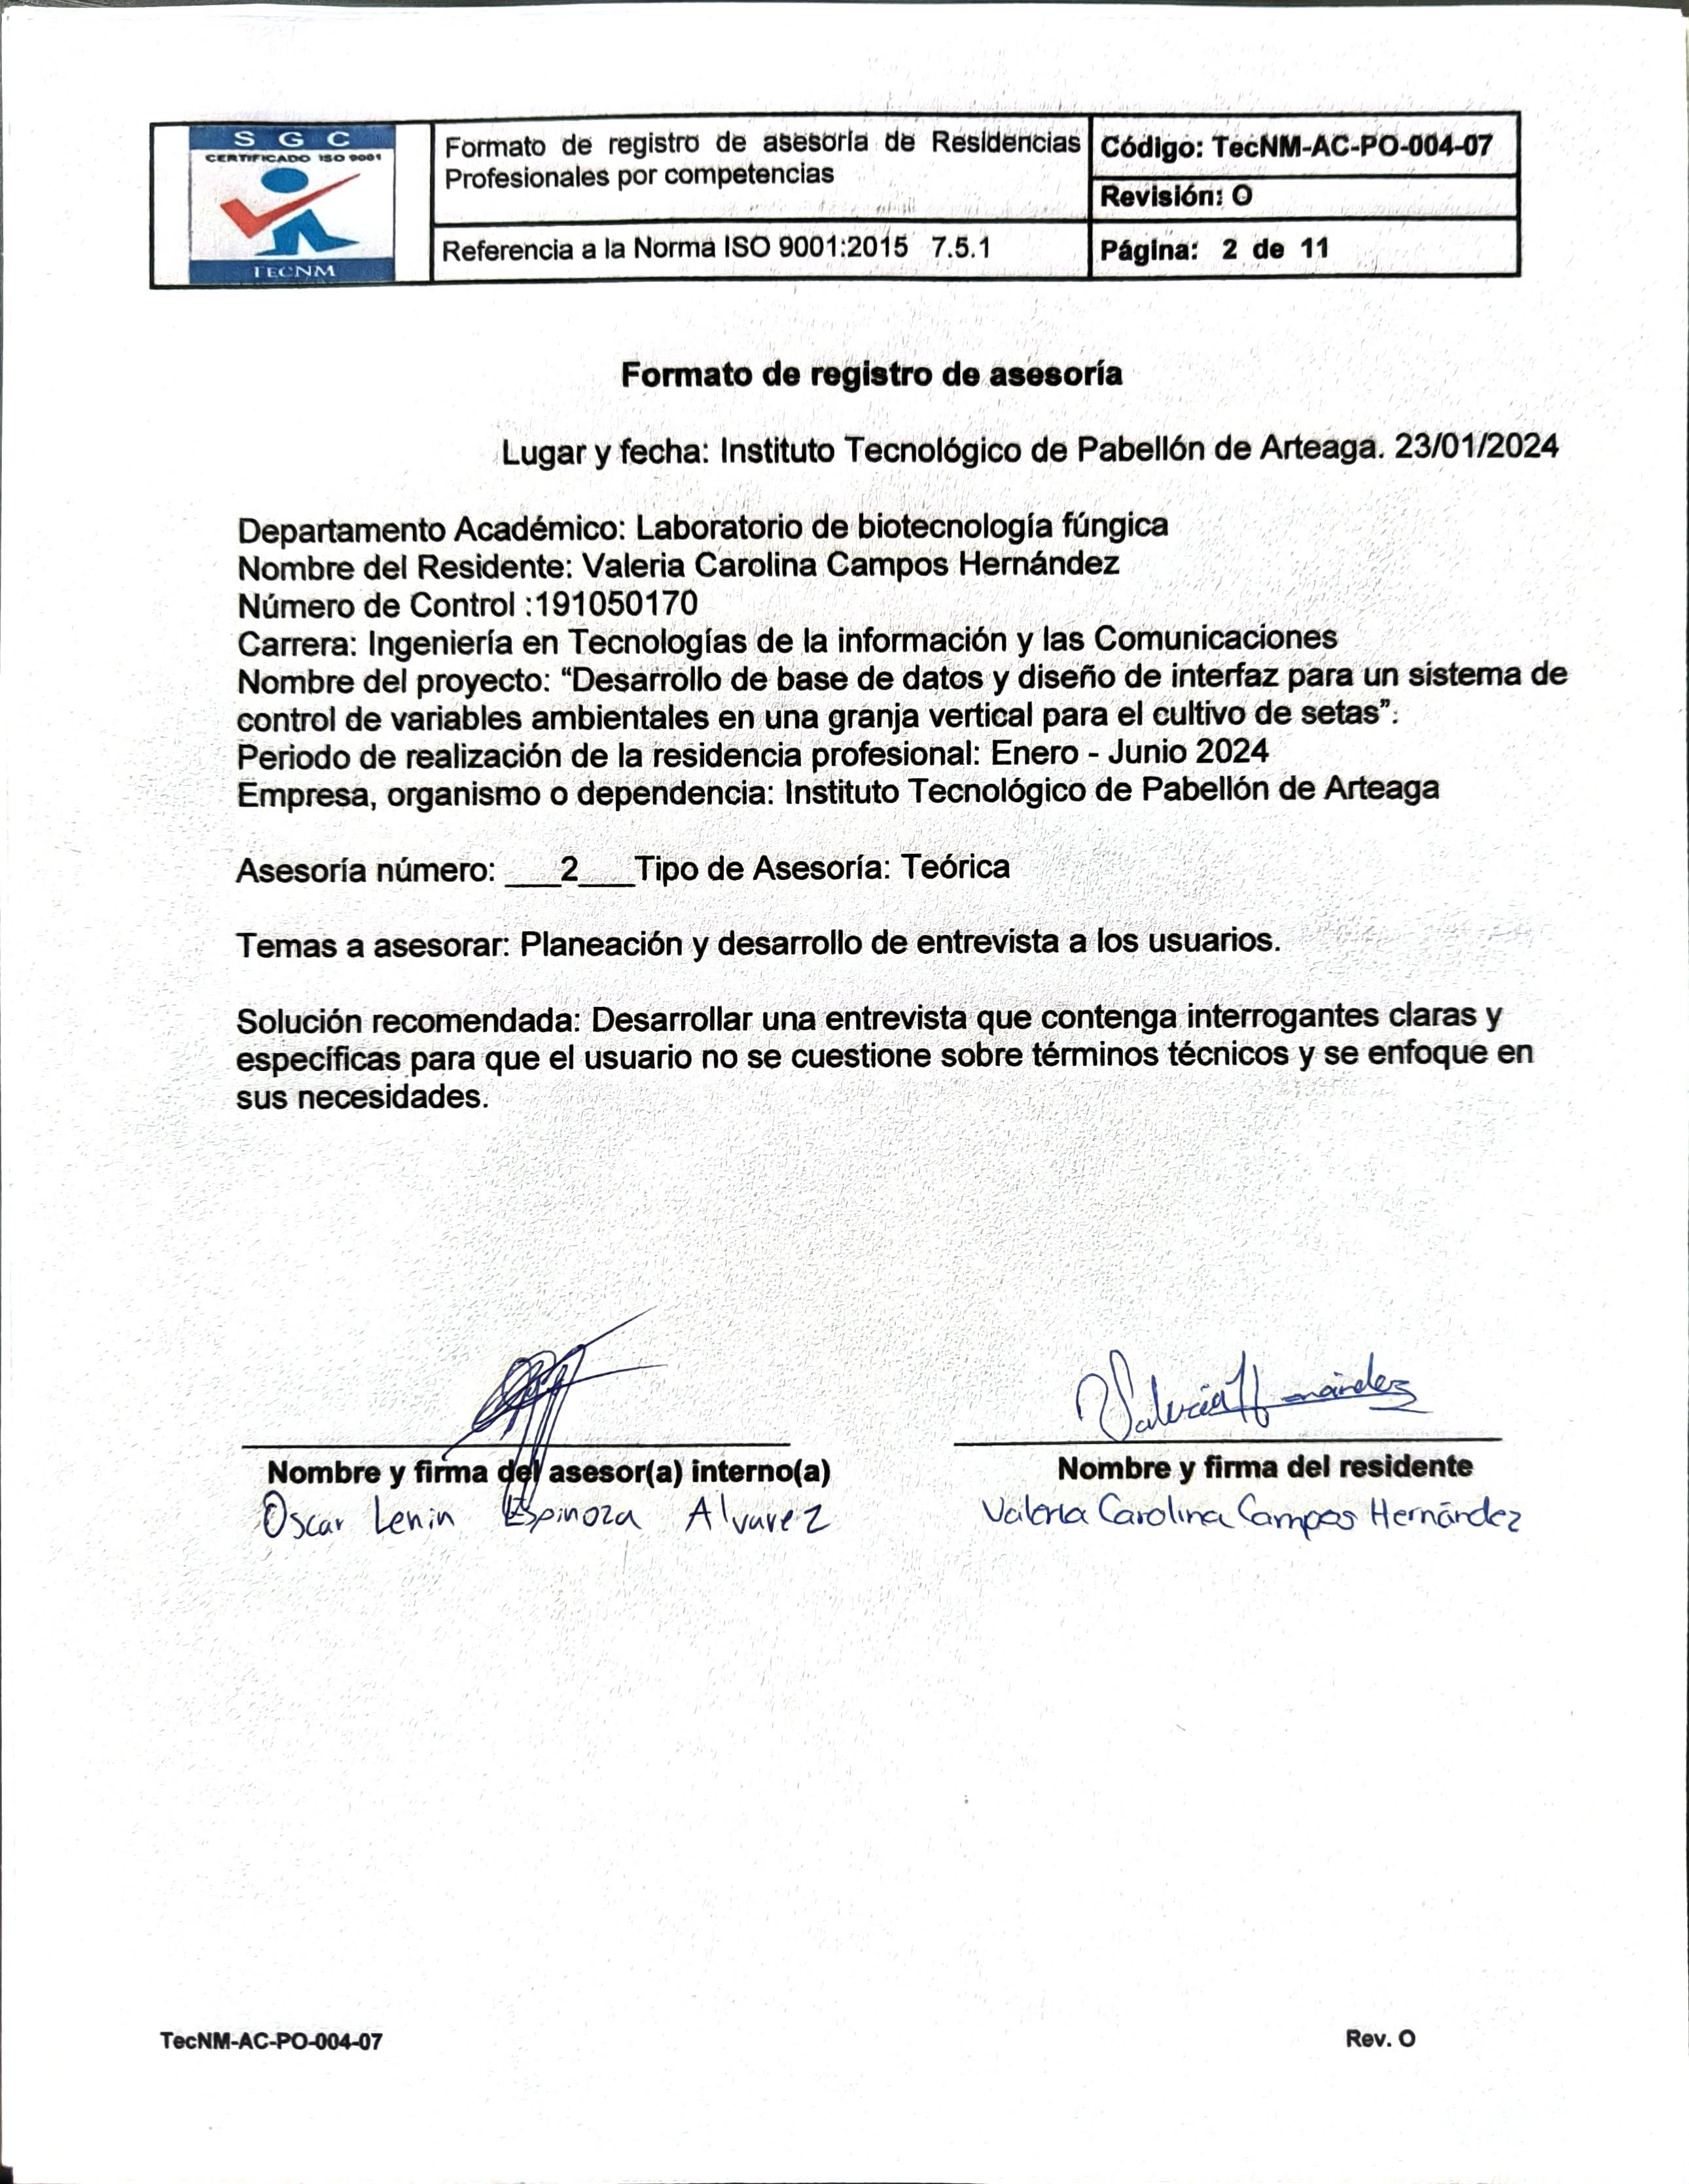 S G C
CERTIFICADO ISO 9001
TECNM
Formato de registro de asesoría de Residencias
Profesionales por competencias
Referencia a la Norma ISO 9001:2015 7.5.1
Código: TecNM-AC-PO-004-07
Revisión: O
Página: 2 de 11
Formato de registro de asesoría
Lugar y fecha: Instituto Tecnológico de Pabellón de Arteaga. 23/01/2024
Departamento Académico: Laboratorio de biotecnología fúngica
Nombre del Residente: Valeria Carolina Campos Hernández
Número de Control :191050170
Carrera: Ingeniería en Tecnologías de la información y las Comunicaciones
Nombre del proyecto: “Desarrollo de base de datos y diseño de interfaz para un sistema de
control de variables ambientales en una granja vertical para el cultivo de setas”:
Periodo de realización de la residencia profesional: Enero - Junio 2024
Empresa, organismo o dependencia: Instituto Tecnológico de Pabellón de Arteaga
Asesoría número: ___2___Tipo de Asesoría: Teórica
Temas a asesorar: Planeación y desarrollo de entrevista a los usuarios.
Solución recomendada: Desarrollar una entrevista que contenga interrogantes claras y
específicas para que el usuario no se cuestione sobre términos técnicos y se enfoque en
sus necesidades.
Valeria Hernández
Nombre y firma del asesor(a) interno(a)
Oscar Lenin Espinoza Alvarez
Nombre y firma del residente
Valeria Carolina Campos Hernández
TecNM-AC-PO-004-07
Rev. O